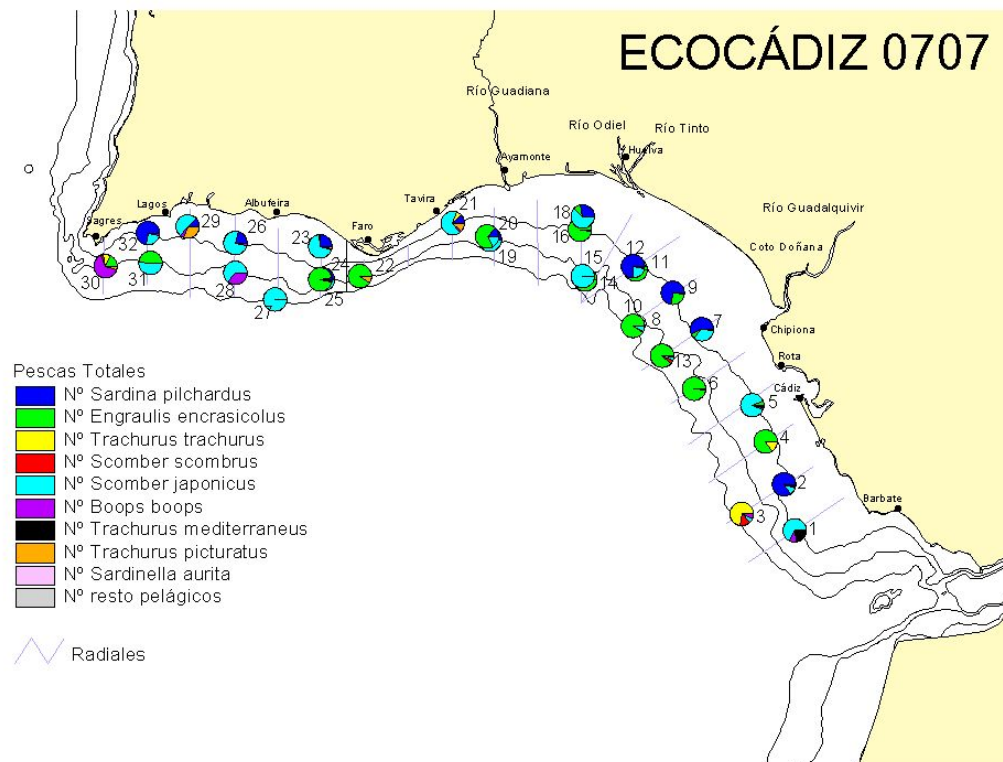 ECOCÁDIZ 0707
Río Guadiana
Río Odiel
Río Tinto
Huelva
Ayamonte
Río Guadalquivir
Tavira
Lagos
Albufeira
Faro
Coto Doñana
Chipiona
Rota
Cádiz
Barbate
21
20
18
29
26
23
32
16
19
12
11
15
14
9
22
24
25
30
31
28
27
10
8
7
13
6
5
4
2
3
1
Pescas Totales
Nº Sardina pilchardus
Nº Engraulis encrasicolus
Nº Trachurus trachurus
Nº Scomber scombrus
Nº Scomber japonicus
Nº Boops boops
Nº Trachurus mediterraneus
Nº Trachurus picturatus
Nº Sardinella aurita
Nº resto pelágicos
Radiales